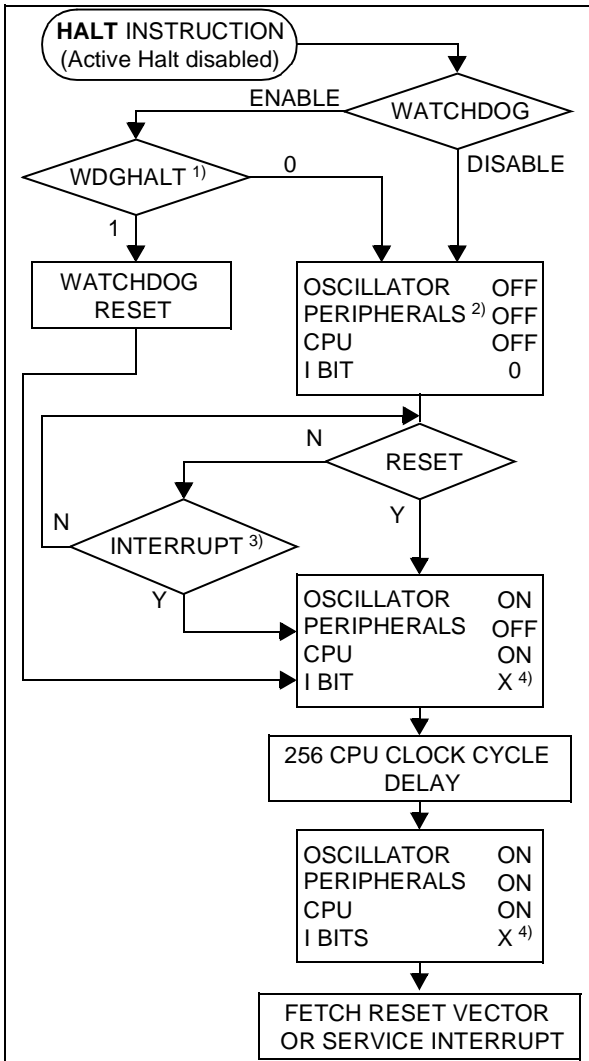 HALT INSTRUCTION
(Active Halt disabled)
ENABLE
WATCHDOG
WDGHALT 1)
0
DISABLE
1
WATCHDOG
RESET
OSCILLATOR OFF
PERIPHERALS 2) OFF
CPU OFF
I BIT 0
N
RESET
N
INTERRUPT 3)
Y
Y
OSCILLATOR ON
PERIPHERALS OFF
CPU ON
I BIT X 4)
256 CPU CLOCK CYCLE
DELAY
OSCILLATOR ON
PERIPHERALS ON
CPU ON
I BITS X 4)
FETCH RESET VECTOR
OR SERVICE INTERRUPT